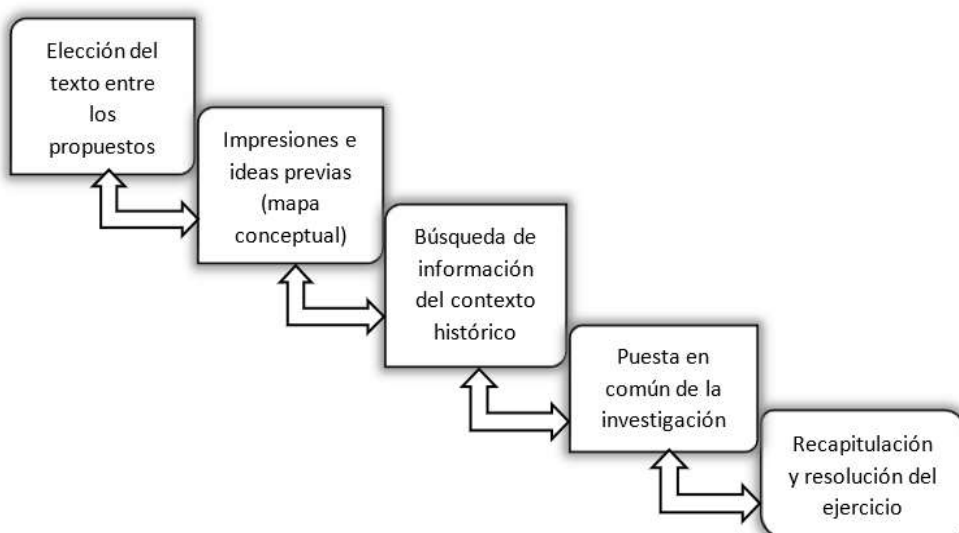 Elección del
texto entre
los
propuestos
Impresiones e
ideas previas
(mapa
conceptual)
Búsqueda de
información
del contexto
histórico
Puesta en
común de la
investigación
Recapitulación
y resolución del
ejercicio